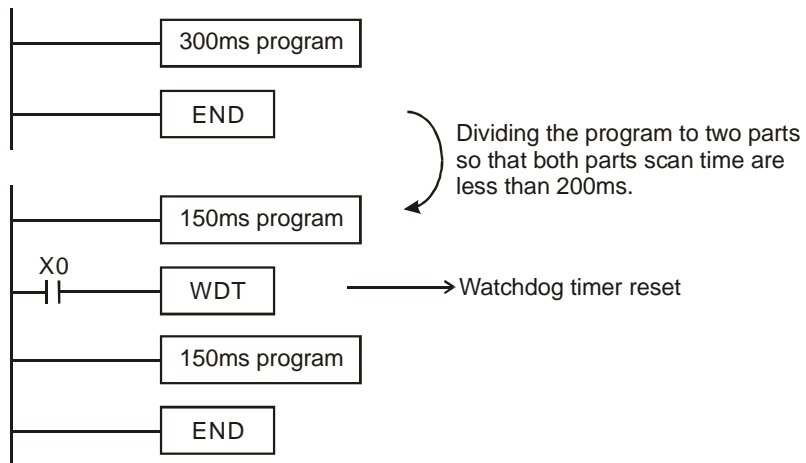 300ms program
END
Dividing the program to two parts
so that both parts scan time are
less than 200ms.
150ms program
X0
WDT
Watchdog timer reset
150ms program
END